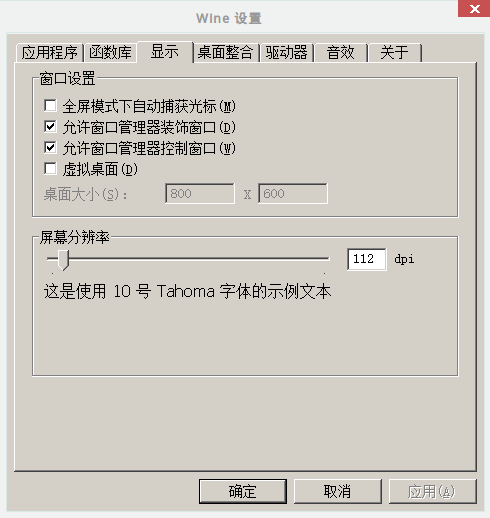 Wine 设置
应用程序 函数库 显示 桌面整合 驱动器 音效 关于
窗口设置
全屏模式下自动捕获光标(M)
允许窗口管理器装饰窗口(D)
允许窗口管理器控制窗口(W)
虚拟桌面(D)
桌面大小(S): 800 X 600
屏幕分辨率
112 dpi
这是使用 10 号 Tahoma 字体的示例文本
确定 取消 应用(A)